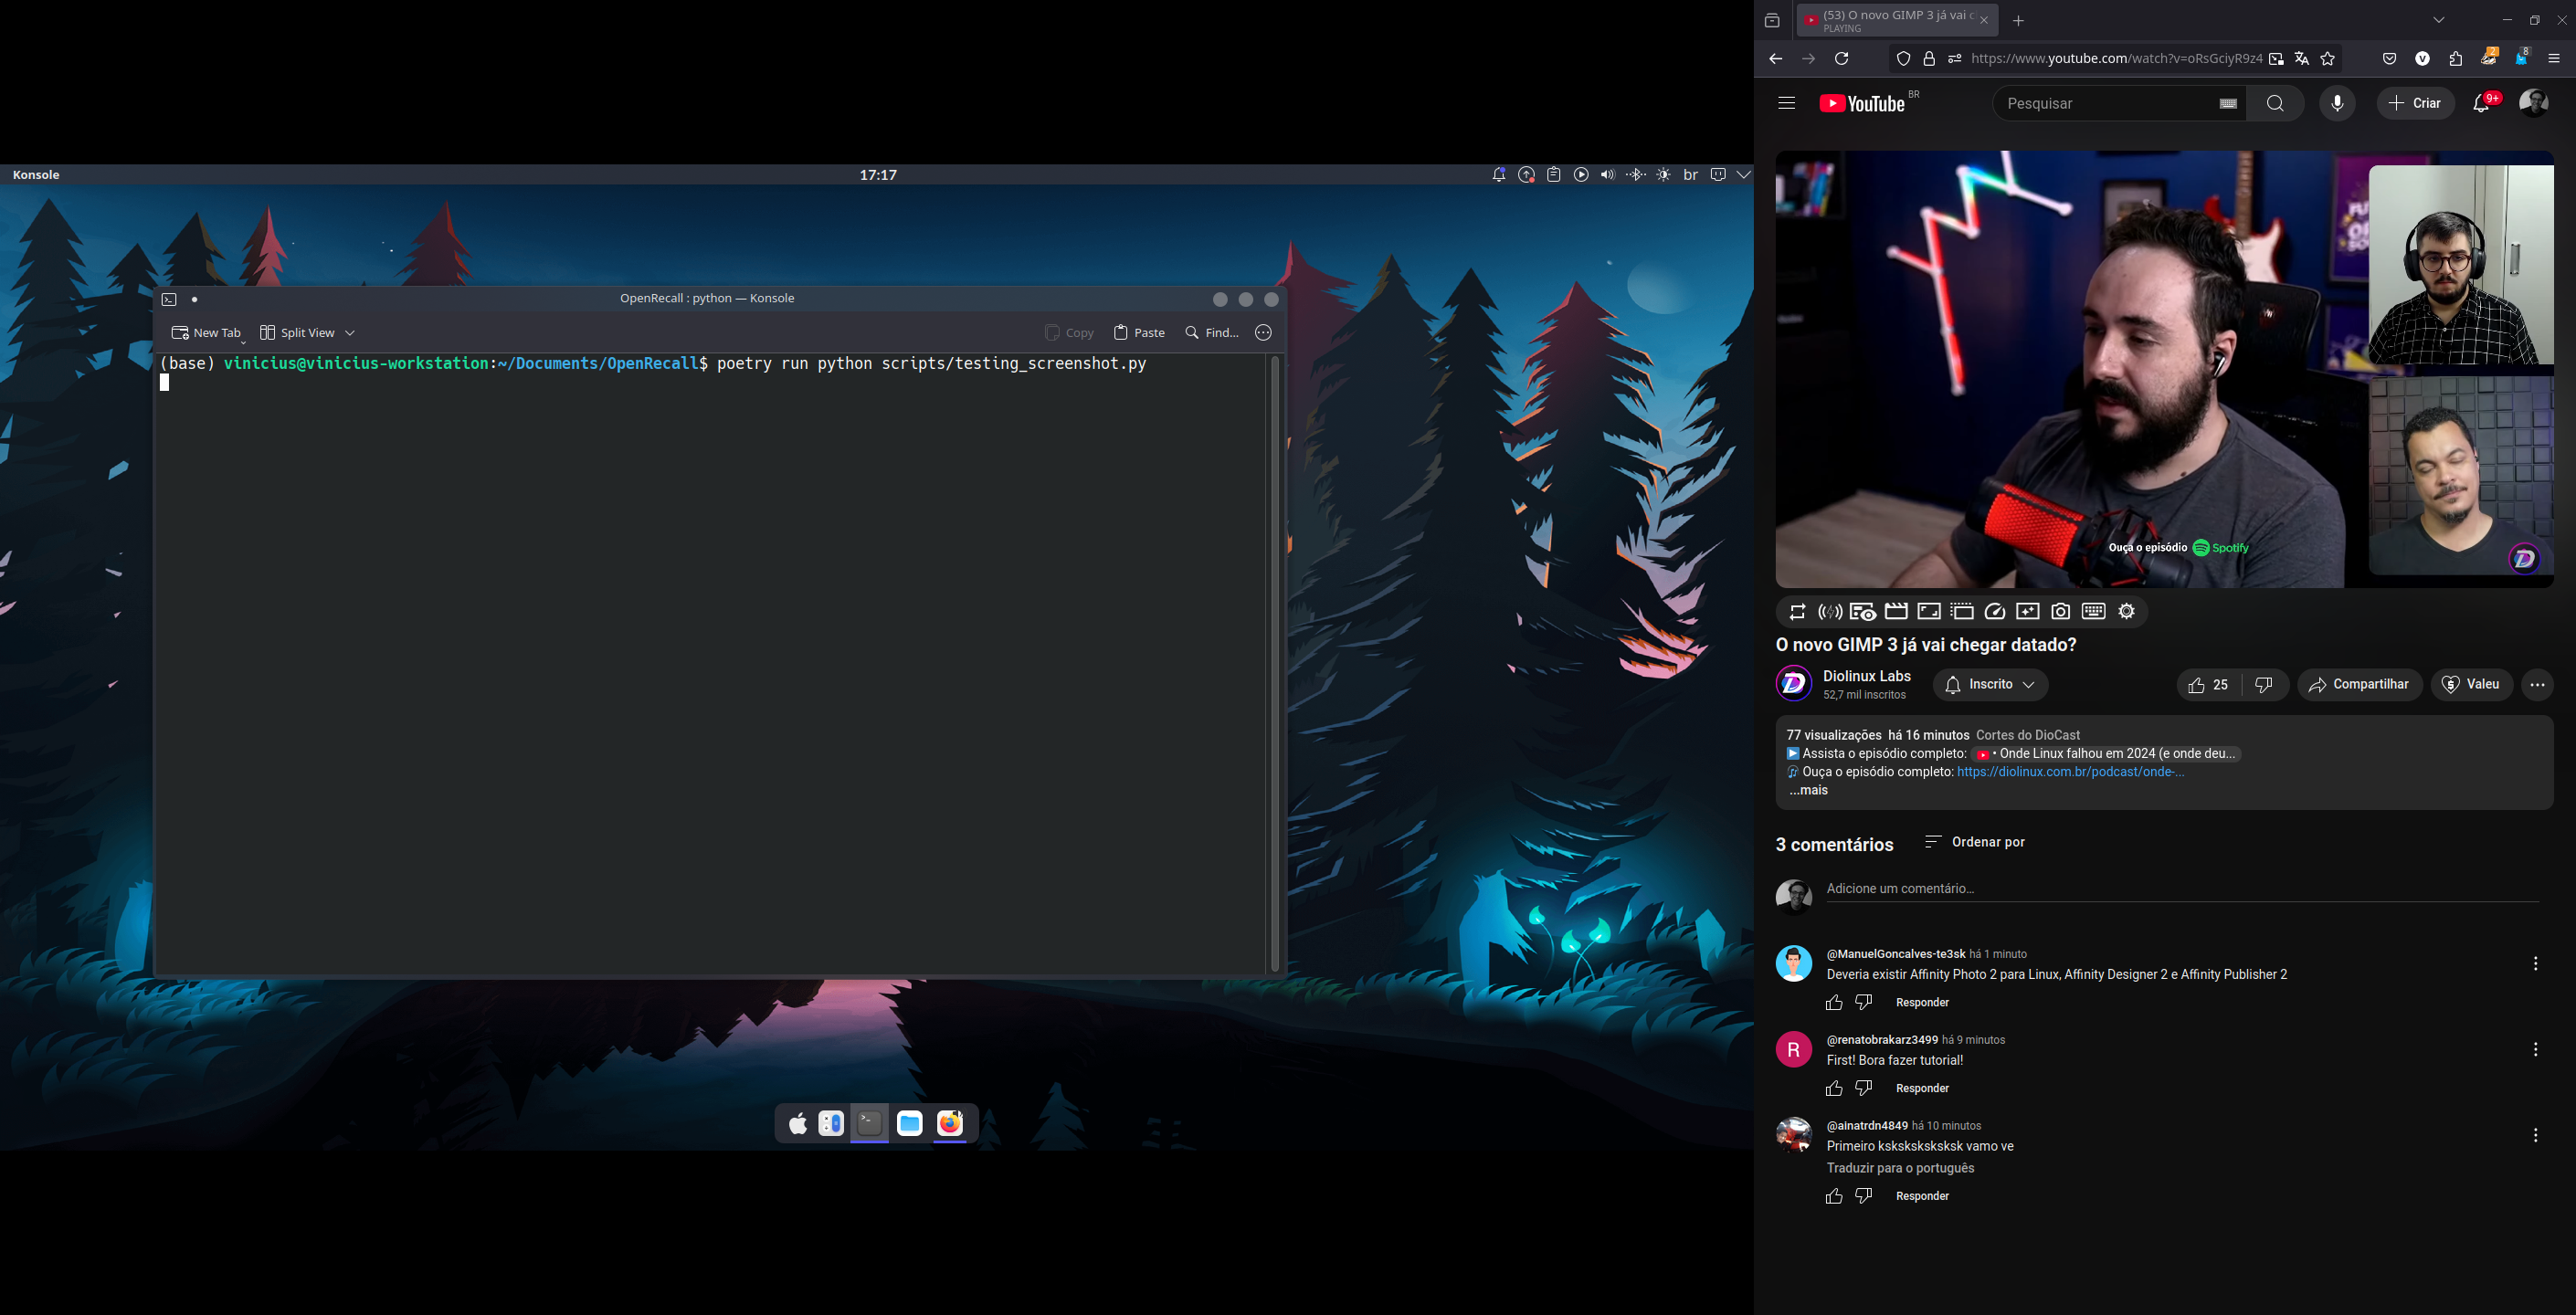 Konsole
17:17
br
OpenRecall : python — Konsole
New Tab
Split View
Copy
Paste
Find...
(base) vinicius@vinicius-workstation:~/Documents/OpenRecall$ poetry run python scripts/testing_screenshot.py
(53) O novo GIMP 3 já vai c
PLAYING
https://www.youtube.com/watch?v=oRsGciyR9z4
2
8
YouTube
BR
Pesquisar
Criar
9+
Ouça o episódio Spotify
O novo GIMP 3 já vai chegar datado?
Diolinux Labs
52,7 mil inscritos
Inscrito
25
Compartilhar
Valeu
77 visualizações há 16 minutos Cortes do DioCast
Assista o episódio completo: • Onde Linux falhou em 2024 (e onde deu...
Ouça o episódio completo: https://diolinux.com.br/podcast/onde-...
...mais
3 comentários
Ordenar por
Adicione um comentário…
@ManuelGoncalves-te3sk há 1 minuto
Deveria existir Affinity Photo 2 para Linux, Affinity Designer 2 e Affinity Publisher 2
Responder
R
@renatobrakarz3499 há 9 minutos
First! Bora fazer tutorial!
Responder
@ainatrdn4849 há 10 minutos
Primeiro ksksksksksksk vamo ve
Traduzir para o português
Responder